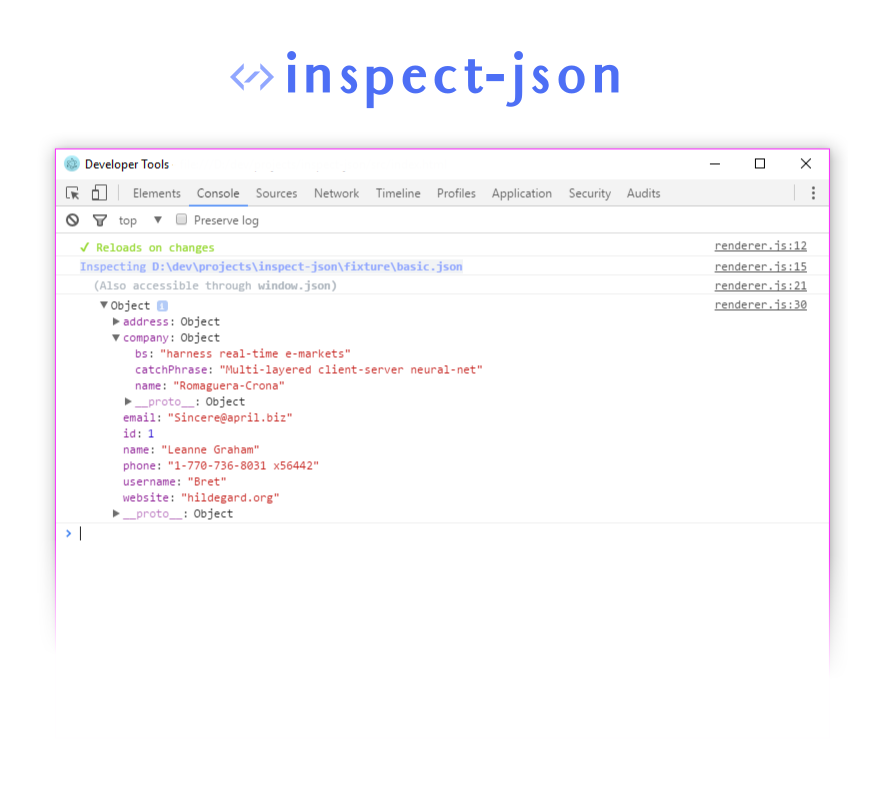 inspect-json
Developer Tools
Elements Console Sources Network Timeline Profiles Application Security Audits
top Preserve log
✓ Reloads on changes renderer.js:12
Inspecting D:\dev\projects\inspect-json\fixture\basic.json renderer.js:15
(Also accessible through window.json) renderer.js:21
▼Object i renderer.js:30
▶address: Object
▼company: Object
bs: "harness real-time e-markets"
catchPhrase: "Multi-layered client-server neural-net"
name: "Romaguera-Crona"
▶__proto__: Object
email: "Sincere@april.biz"
id: 1
name: "Leanne Graham"
phone: "1-770-736-8031 x56442"
username: "Bret"
website: "hildegard.org"
▶__proto__: Object
>